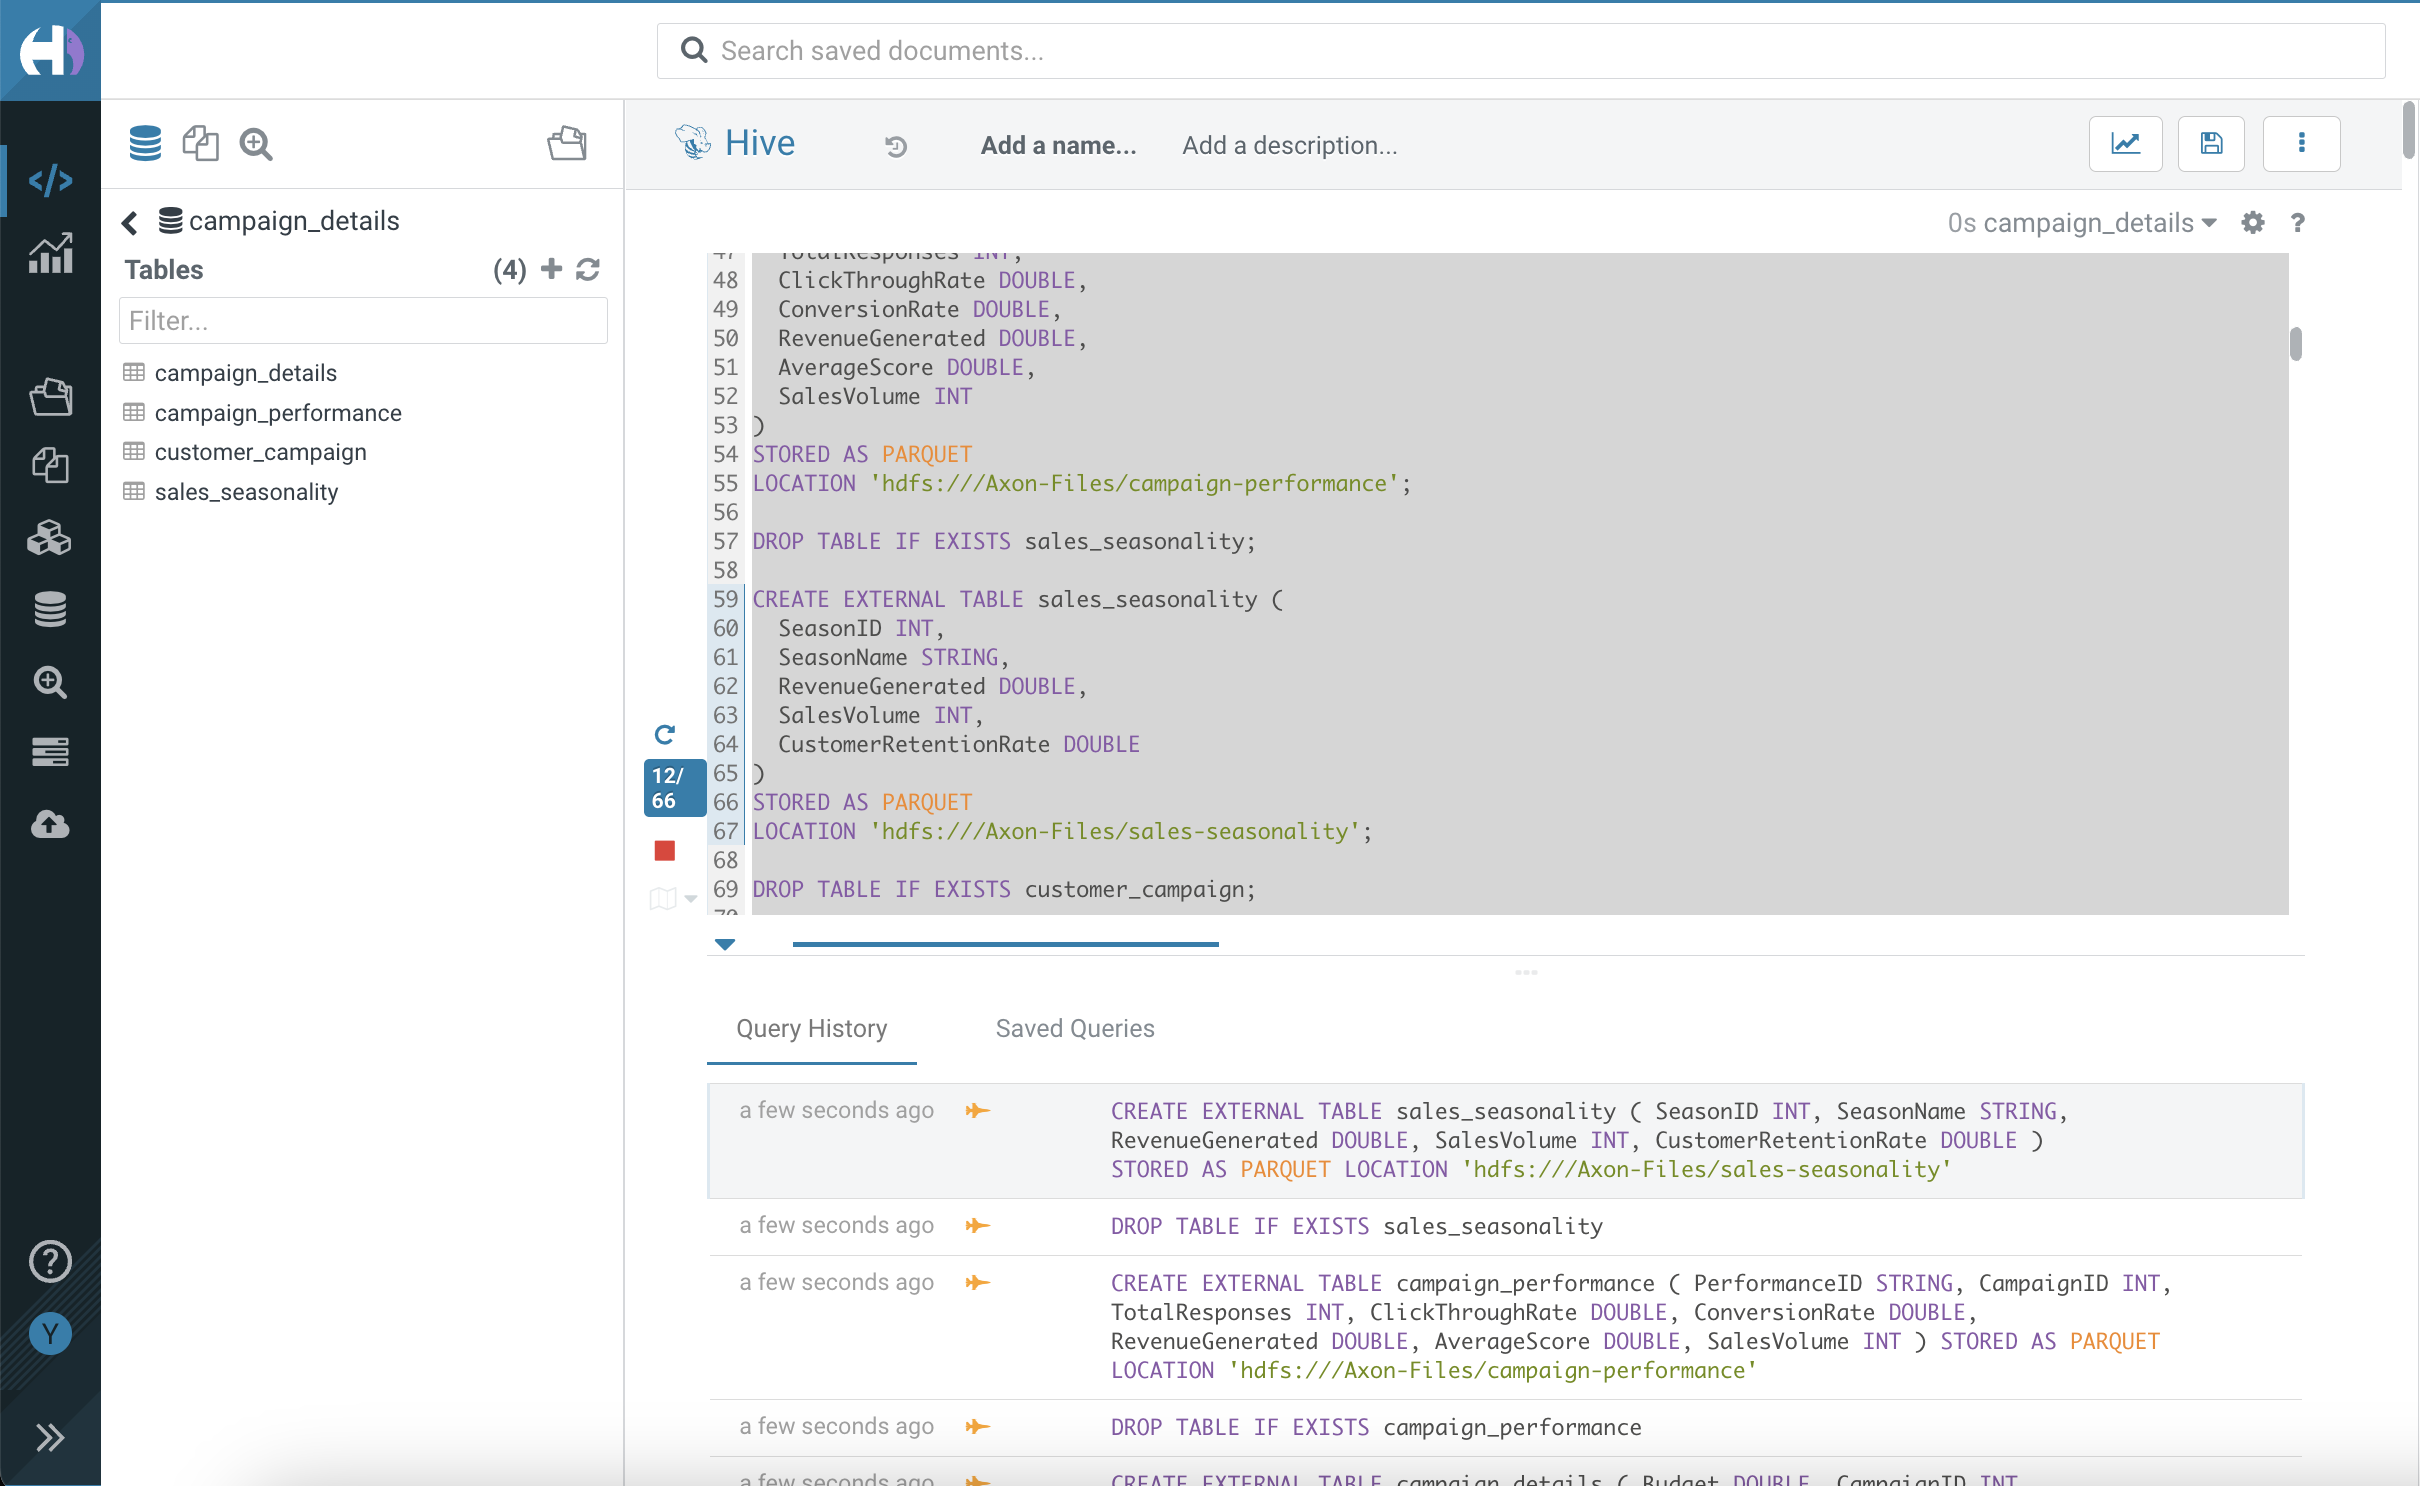 Search saved documents...
Hive
Add a name...
Add a description...
campaign_details
Tables
(4)
Filter...
campaign_details
campaign_performance
customer_campaign
sales_seasonality
0s campaign_details
?
47 TotalResponses INT,
48 ClickThroughRate DOUBLE,
49 ConversionRate DOUBLE,
50 RevenueGenerated DOUBLE,
51 AverageScore DOUBLE,
52 SalesVolume INT
53 )
54 STORED AS PARQUET
55 LOCATION 'hdfs:///Axon-Files/campaign-performance';
56
57 DROP TABLE IF EXISTS sales_seasonality;
58
59 CREATE EXTERNAL TABLE sales_seasonality (
60 SeasonID INT,
61 SeasonName STRING,
62 RevenueGenerated DOUBLE,
63 SalesVolume INT,
64 CustomerRetentionRate DOUBLE
65 )
66 STORED AS PARQUET
67 LOCATION 'hdfs:///Axon-Files/sales-seasonality';
68
69 DROP TABLE IF EXISTS customer_campaign;
70
12/
66
Query History
Saved Queries
a few seconds ago
CREATE EXTERNAL TABLE sales_seasonality ( SeasonID INT, SeasonName STRING,
RevenueGenerated DOUBLE, SalesVolume INT, CustomerRetentionRate DOUBLE )
STORED AS PARQUET LOCATION 'hdfs:///Axon-Files/sales-seasonality'
a few seconds ago
DROP TABLE IF EXISTS sales_seasonality
a few seconds ago
CREATE EXTERNAL TABLE campaign_performance ( PerformanceID STRING, CampaignID INT,
TotalResponses INT, ClickThroughRate DOUBLE, ConversionRate DOUBLE,
RevenueGenerated DOUBLE, AverageScore DOUBLE, SalesVolume INT ) STORED AS PARQUET
LOCATION 'hdfs:///Axon-Files/campaign-performance'
a few seconds ago
DROP TABLE IF EXISTS campaign_performance
a few seconds ago
CREATE EXTERNAL TABLE campaign_details ( Budget DOUBLE, CampaignID INT,
?
Y